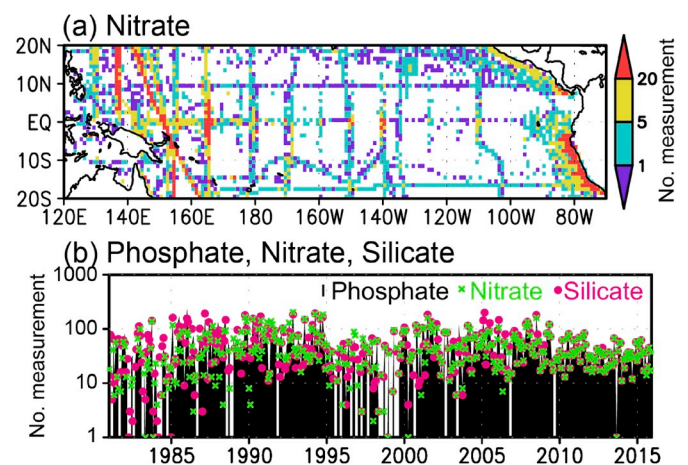 (a) Nitrate
20N
10N
EQ
10S
20S
120E 140E 160E 180 160W 140W 120W 100W 80W
20
5
1
No. measurement
(b) Phosphate, Nitrate, Silicate
No. measurement
1000
100
10
1
Phosphate × Nitrate • Silicate
1985 1990 1995 2000 2005 2010 2015